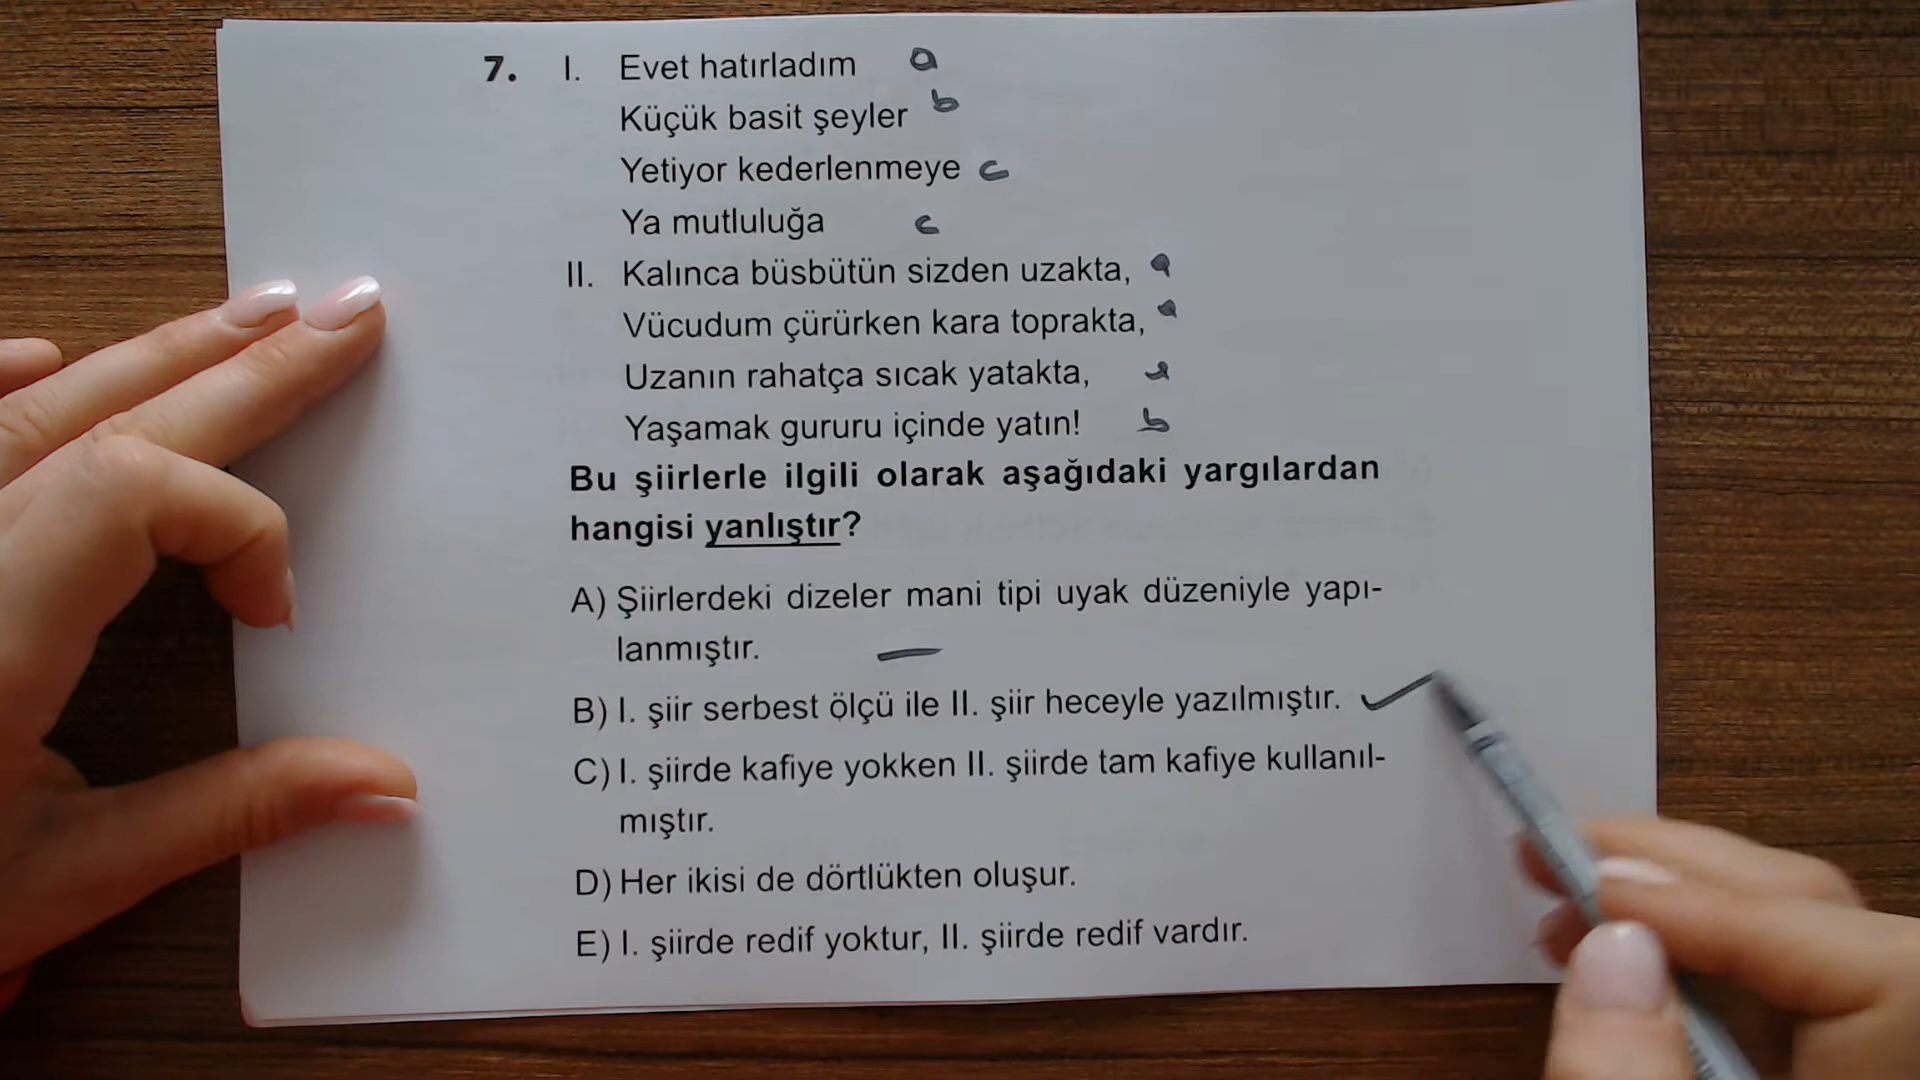 7. I. Evet hatırladım a
Küçük basit şeyler b
Yetiyor kederlenmeye c
Ya mutluluğa c
II. Kalınca büsbütün sizden uzakta, a
Vücudum çürürken kara toprakta, a
Uzanın rahatça sıcak yatakta, a
Yaşamak gururu içinde yatın! b
Bu şiirlerle ilgili olarak aşağıdaki yargılardan
hangisi yanlıştır?
A) Şiirlerdeki dizeler mani tipi uyak düzeniyle yapı-
lanmıştır. —
B) I. şiir serbest ölçü ile II. şiir heceyle yazılmıştır. ✓
C) I. şiirde kafiye yokken II. şiirde tam kafiye kullanıl-
mıştır.
D) Her ikisi de dörtlükten oluşur.
E) I. şiirde redif yoktur, II. şiirde redif vardır.